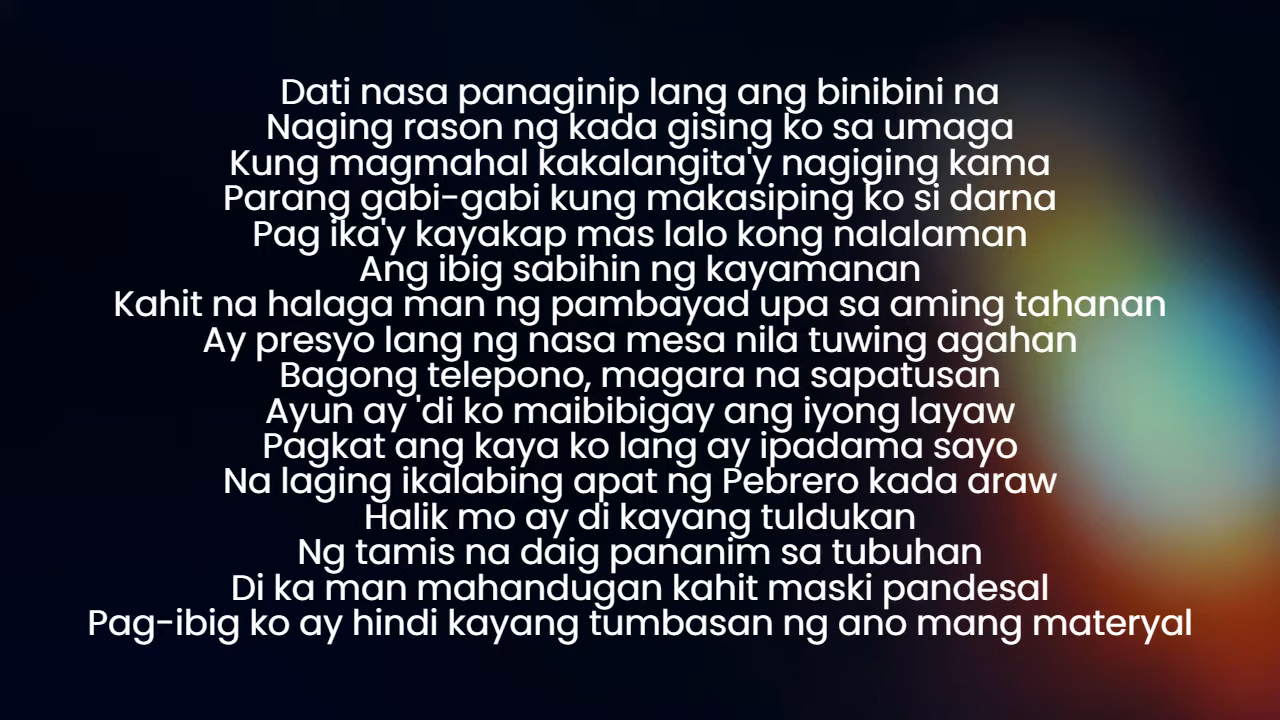 Dati nasa panaginip lang ang binibini na
Naging rason ng kada gising ko sa umaga
Kung magmahal kakalangita'y nagiging kama
Parang gabi-gabi kung makasiping ko si darna
Pag ika'y kayakap mas lalo kong nalalaman
Ang ibig sabihin ng kayamanan
Kahit na halaga man ng pambayad upa sa aming tahanan
Ay presyo lang ng nasa mesa nila tuwing agahan
Bagong telepono, magara na sapatusan
Ayun ay 'di ko maibibigay ang iyong layaw
Pagkat ang kaya ko lang ay ipadama sayo
Na laging ikalabing apat ng Pebrero kada araw
Halik mo ay di kayang tuldukan
Ng tamis na daig pananim sa tubuhan
Di ka man mahandugan kahit maski pandesal
Pag-ibig ko ay hindi kayang tumbasan ng ano mang materyal